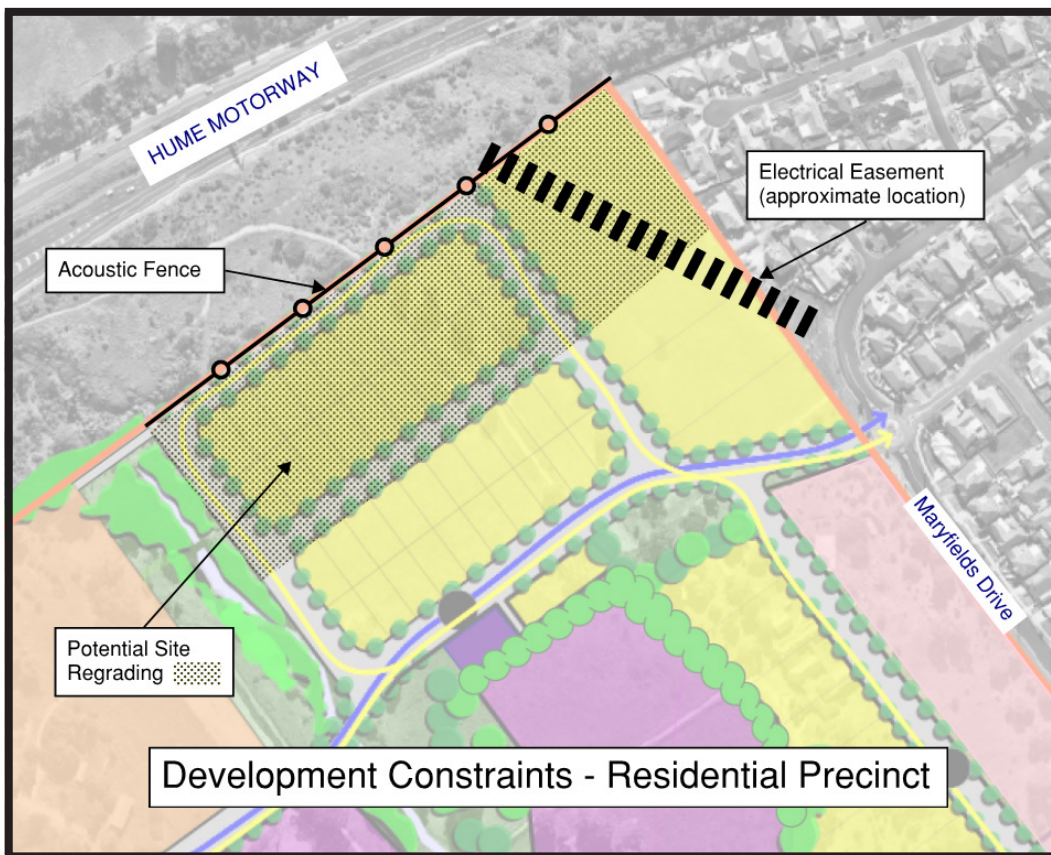 HUME MOTORWAY
Electrical Easement
(approximate location)
Acoustic Fence
Maryfields Drive
Potential Site
Regrading
Development Constraints - Residential Precinct